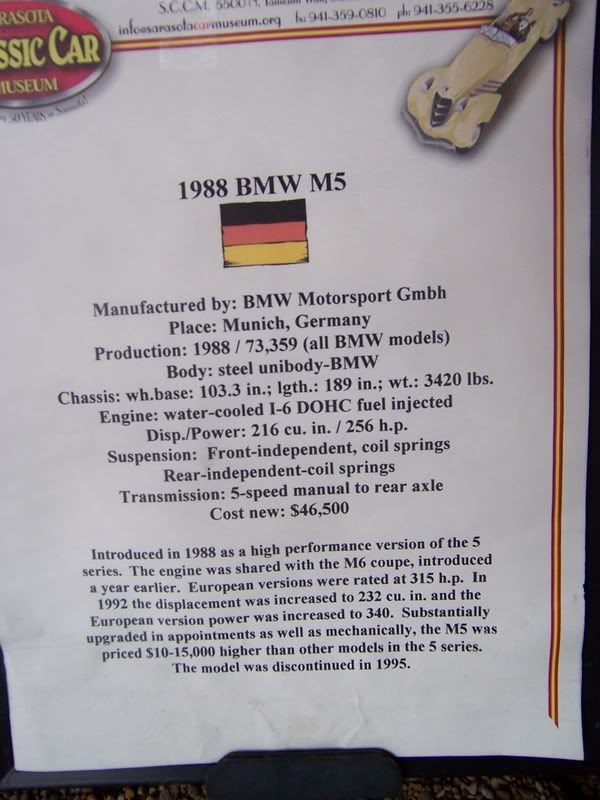 S.C.C.M.
infoesarasotacarmuseum.org fx: 941-359-0810 ph: 941-355-6228
CAR
MUSEUM
1988 BMW M5
Manufactured by: BMW Motorsport Gmbh
Place: Munich, Germany
Production: 1988 / 73,359 (all BMW models)
Body: steel unibody-BMW
Chassis: wh.base: 103.3 in.; lgth.: 189 in.; wt.: 3420 lbs.
Engine: water-cooled I-6 DOHC fuel injected
Disp./Power: 216 cu. in. / 256 h.p.
Suspension: Front-independent, coil springs
Rear-independent-coil springs
Transmission: 5-speed manual to rear axle
Cost new: $46,500
Introduced in 1988 as a high performance version of the 5
series. The engine was shared with the M6 coupe, introduced
a year earlier. European versions were rated at 315 h.p. In
1992 the displacement was increased to 232 cu. in. and the
European version power was increased to 340. Substantially
upgraded in appointments as well as mechanically, the M5 was
priced $10-15,000 higher than other models in the 5 series.
The model was discontinued in 1995.